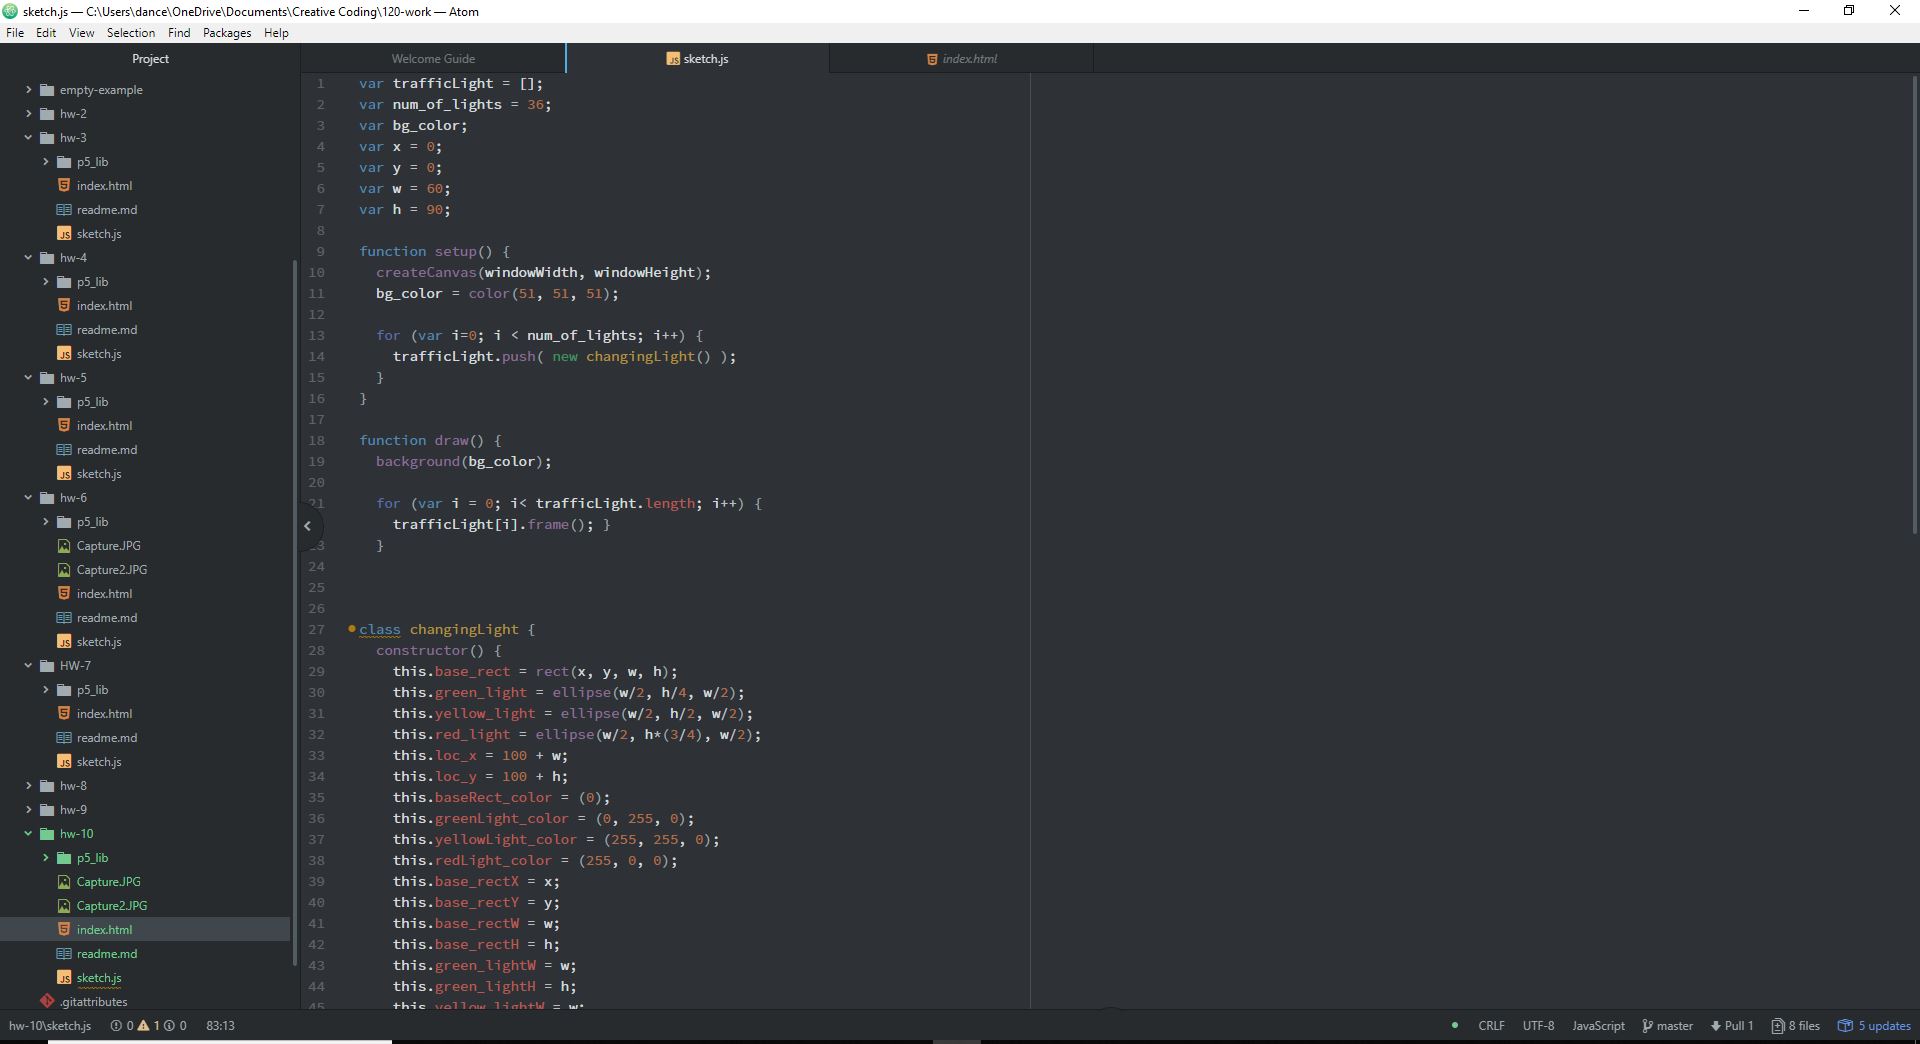 sketch.js — C:\Users\dance\OneDrive\Documents\Creative Coding\120-work — Atom
File Edit View Selection Find Packages Help
Project
empty-example
hw-2
hw-3
p5_lib
index.html
readme.md
sketch.js
hw-4
p5_lib
index.html
readme.md
sketch.js
hw-5
p5_lib
index.html
readme.md
sketch.js
hw-6
p5_lib
Capture.JPG
Capture2.JPG
index.html
readme.md
sketch.js
HW-7
p5_lib
index.html
readme.md
sketch.js
hw-8
hw-9
hw-10
p5_lib
Capture.JPG
Capture2.JPG
index.html
readme.md
sketch.js
.gitattributes
Welcome Guide sketch.js index.html
1 var trafficLight = [];
2 var num_of_lights = 36;
3 var bg_color;
4 var x = 0;
5 var y = 0;
6 var w = 60;
7 var h = 90;
8
9 function setup() {
10 createCanvas(windowWidth, windowHeight);
11 bg_color = color(51, 51, 51);
12
13 for (var i=0; i < num_of_lights; i++) {
14 trafficLight.push( new changingLight() );
15 }
16 }
17
18 function draw() {
19 background(bg_color);
20
21 for (var i = 0; i< trafficLight.length; i++) {
trafficLight[i].frame(); }
3 }
24
25
26
27 class changingLight {
28 constructor() {
29 this.base_rect = rect(x, y, w, h);
30 this.green_light = ellipse(w/2, h/4, w/2);
31 this.yellow_light = ellipse(w/2, h/2, w/2);
32 this.red_light = ellipse(w/2, h*(3/4), w/2);
33 this.loc_x = 100 + w;
34 this.loc_y = 100 + h;
35 this.baseRect_color = (0);
36 this.greenLight_color = (0, 255, 0);
37 this.yellowLight_color = (255, 255, 0);
38 this.redLight_color = (255, 0, 0);
39 this.base_rectX = x;
40 this.base_rectY = y;
41 this.base_rectW = w;
42 this.base_rectH = h;
43 this.green_lightW = w;
44 this.green_lightH = h;
45 this.yellow_lightW = w;
hw-10\sketch.js 0 1 0 83:13 CRLF UTF-8 JavaScript master Pull 1 8 files 5 updates
JS